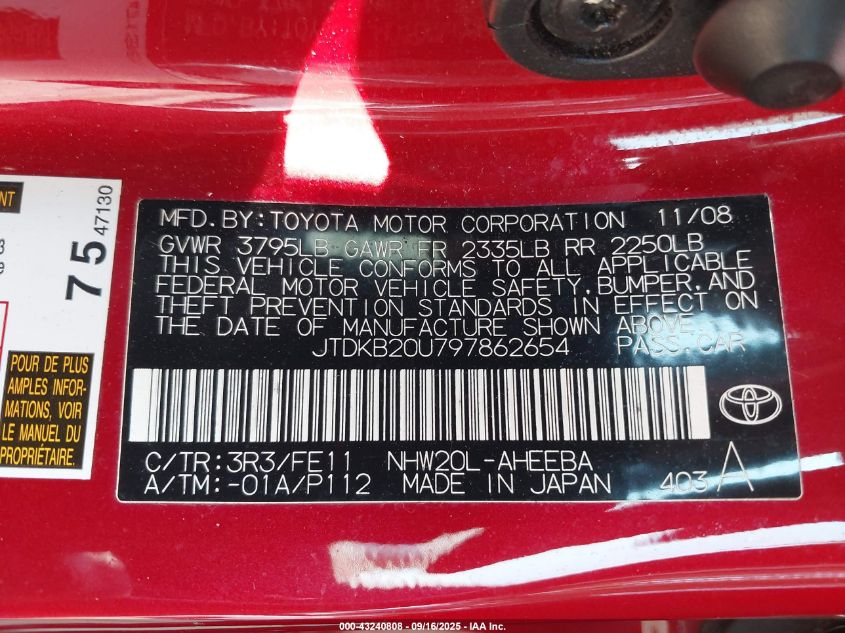 MFD.BY:TOYOTA MOTOR CORPORATION 11/08
GVWR 3795LB GAWR FR 2335LB RR 2250LB
THIS VEHICLE CONFORMS TO ALL APPLICABLE
FEDERAL MOTOR VEHICLE SAFETY,BUMPER,AND
THEFT PREVENTION STANDARDS IN EFFECT ON
THE DATE OF MANUFACTURE SHOWN ABOVE.
JTDKB20U797862654 PASS.CAR
C/TR:3R3/FE11 NHW20L-AHEEBA
A/TM:-01A/P112 MADE IN JAPAN 403 A
75 47130
POUR DE PLUS
AMPLES INFOR-
MATIONS, VOIR
LE MANUEL DU
PROPRIÉTAIRE
000-43240808 - 09/16/2025 - IAA Inc.